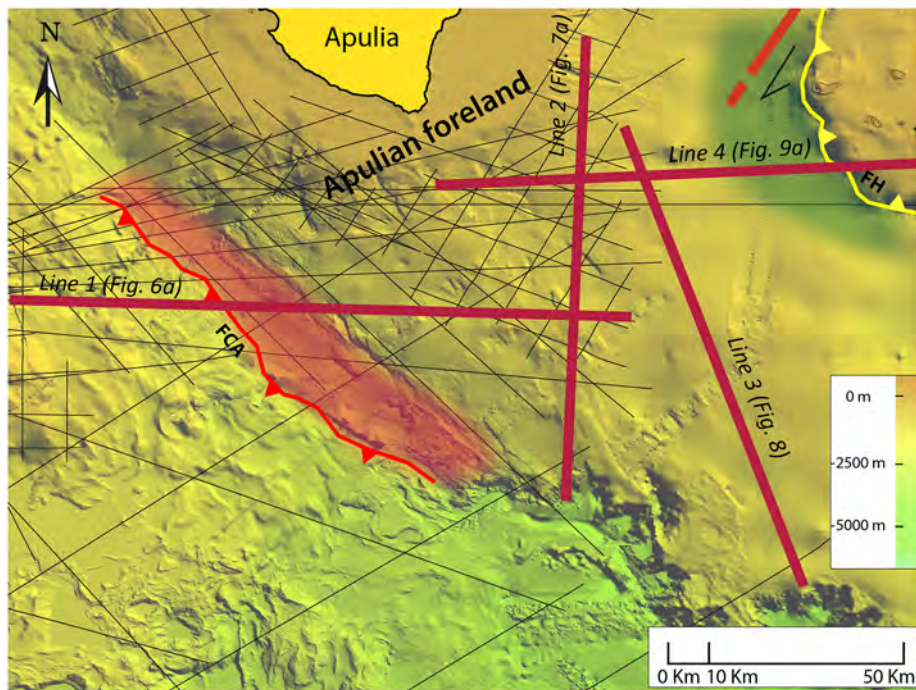 N
Apulia
Apulian foreland
Line 2 (Fig. 7a)
Line 4 (Fig. 9a)
FH
Line 1 (Fig. 6a)
FCA
Line 3 (Fig. 8)
0 m
-2500 m
-5000 m
0 Km 10 Km 50 Km